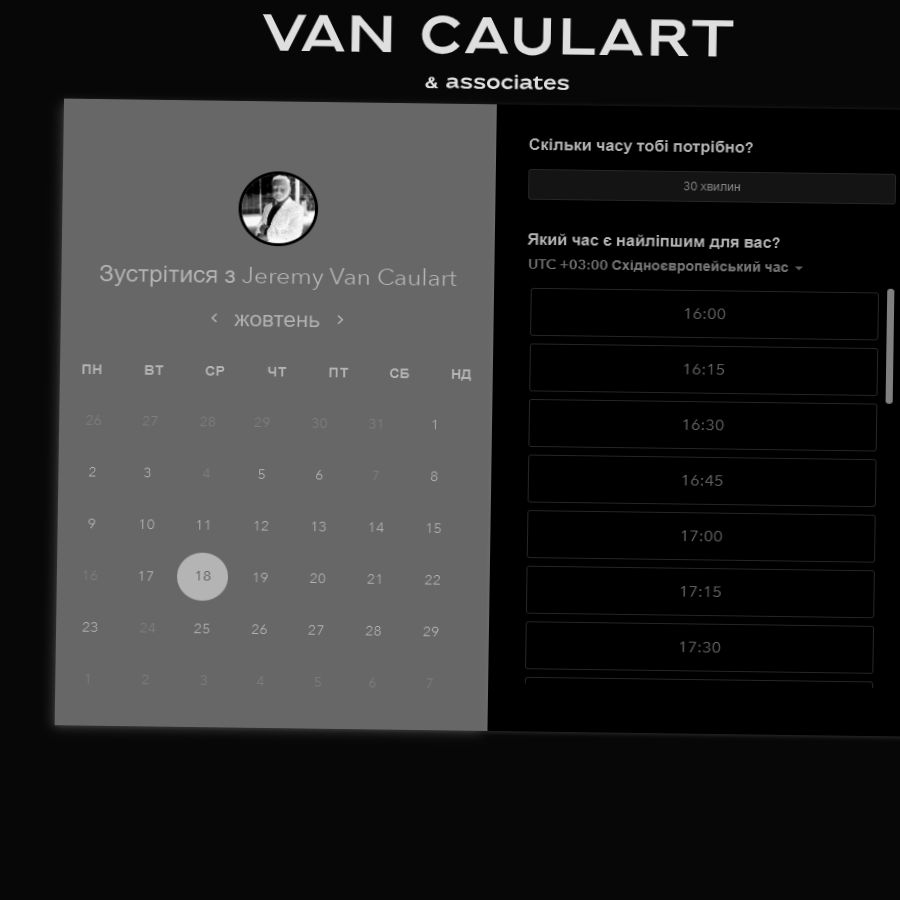 VAN CAULART
& associates
Зустрітися з Jeremy Van Caulart
жовтень
ПН ВТ СР ЧТ ПТ СБ НД
26 27 28 29 30 31 1
2 3 4 5 6 7 8
9 10 11 12 13 14 15
16 17 18 19 20 21 22
23 24 25 26 27 28 29
1 2 3 4 5 6 7
Скільки часу тобі потрібно?
30 хвилин
Який час є найліпшим для вас?
UTC +03:00 Східноєвропейський час
16:00
16:15
16:30
16:45
17:00
17:15
17:30